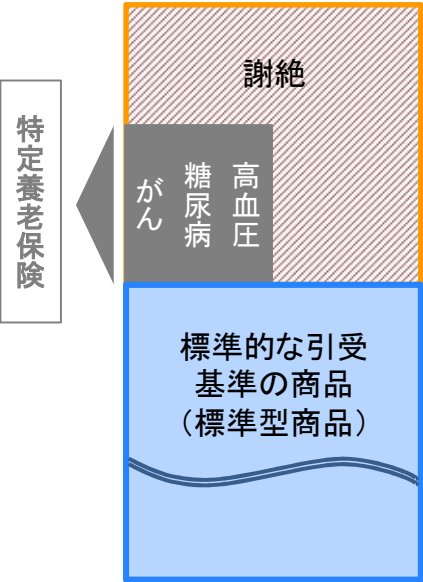 謝絶
特定養老保険
高血圧
糖尿病
がん
標準的な引受
基準の商品
（標準型商品）